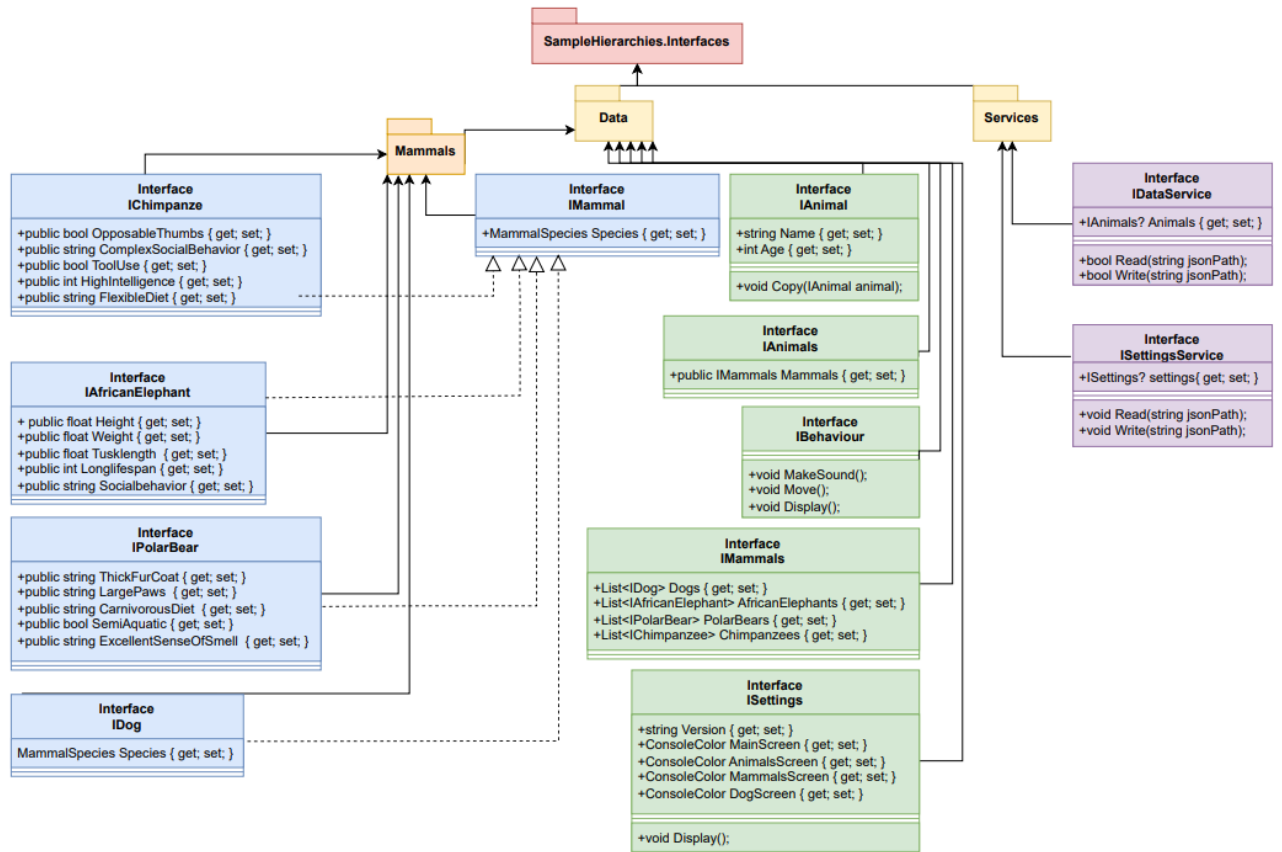 SampleHierarchies.Interfaces
Data
Services
Mammals
Interface
IChimpanze
+public bool OpposableThumbs { get; set; }
+public string ComplexSocialBehavior { get; set; }
+public bool ToolUse { get; set; }
+public int HighIntelligence { get; set; }
+public string FlexibleDiet { get; set; }
Interface
IMammal
+MammalSpecies Species { get; set; }
Interface
IAnimal
+string Name { get; set; }
+int Age { get; set; }
+void Copy(IAnimal animal);
Interface
IDataService
+IAnimals? Animals { get; set; }
+bool Read(string jsonPath);
+bool Write(string jsonPath);
Interface
IAnimals
+public IMammals Mammals { get; set; }
Interface
ISettingsService
+ISettings? settings{ get; set; }
+void Read(string jsonPath);
+void Write(string jsonPath);
Interface
IAfricanElephant
+ public float Height { get; set; }
+public float Weight { get; set; }
+public float Tusklength { get; set; }
+public int Longlifespan { get; set; }
+public string Socialbehavior { get; set; }
Interface
IBehaviour
+void MakeSound();
+void Move();
+void Display();
Interface
IPolarBear
+public string ThickFurCoat { get; set; }
+public string LargePaws { get; set; }
+public string CarnivorousDiet { get; set; }
+public bool SemiAquatic { get; set; }
+public string ExcellentSenseOfSmell { get; set; }
Interface
IMammals
+List<IDog> Dogs { get; set; }
+List<IAfricanElephant> AfricanElephants { get; set; }
+List<IPolarBear> PolarBears { get; set; }
+List<IChimpanzee> Chimpanzees { get; set; }
Interface
IDog
MammalSpecies Species { get; set; }
Interface
ISettings
+string Version { get; set; }
+ConsoleColor MainScreen { get; set; }
+ConsoleColor AnimalsScreen { get; set; }
+ConsoleColor MammalsScreen { get; set; }
+ConsoleColor DogScreen { get; set; }
+void Display();